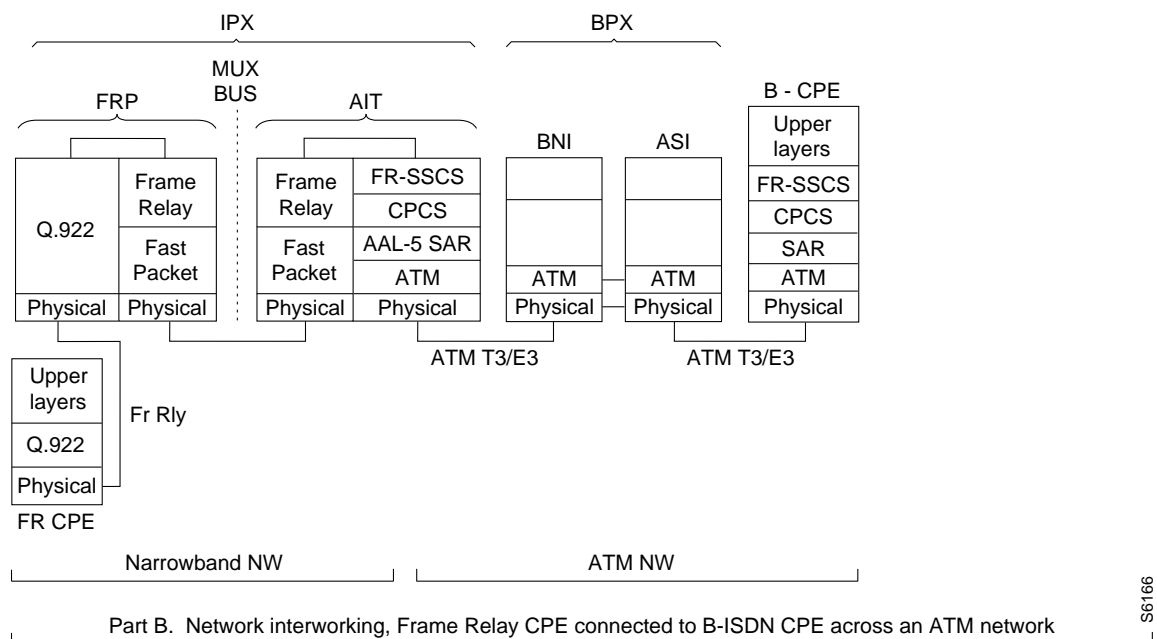 IPX
BPX
MUX
BUS
FRP
AIT
B - CPE
BNI
ASI
Q.922
Physical
Frame
Relay
Fast
Packet
Physical
Frame
Relay
Fast
Packet
Physical
FR-SSCS
CPCS
AAL-5 SAR
ATM
Physical
ATM
Physical
ATM
Physical
Upper
layers
FR-SSCS
CPCS
SAR
ATM
Physical
ATM T3/E3
ATM T3/E3
Upper
layers
Q.922
Physical
Fr Rly
FR CPE
Narrowband NW
ATM NW
S6166
Part B. Network interworking, Frame Relay CPE connected to B-ISDN CPE across an ATM network